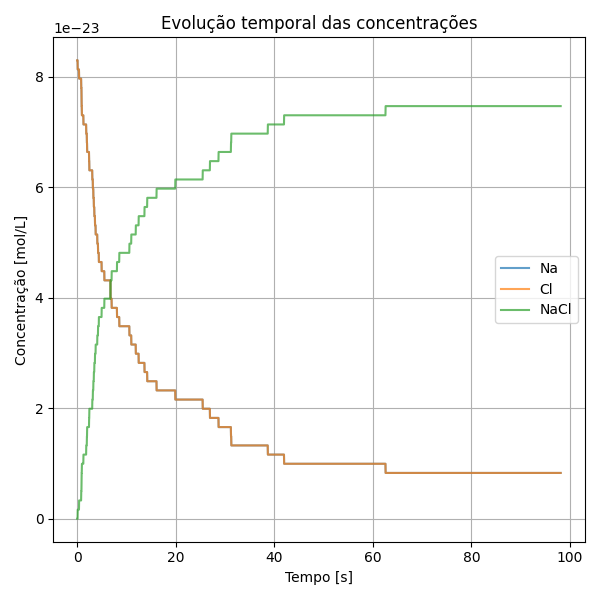 Evolução temporal das concentrações
1e−23
8
6
4
2
0
Concentração [mol/L]
Na
Cl
NaCl
0 20 40 60 80 100
Tempo [s]